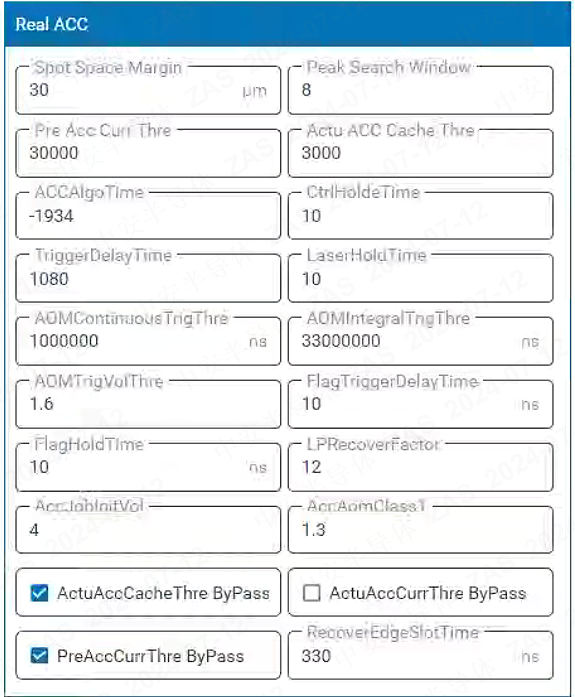 Real ACC
Spot Space Margin
30 μm
Peak Search Window
8
Pre Acc Curr Thre
30000
Actu ACC Cache Thre
3000
ACCAlgoTime
-1934
CtrlHoldeTime
10
TriggerDelayTime
1080
LaserHoldTime
10
AOMContinuousTrigThre
1000000 ns
AOMIntegralTrigThre
33000000 ns
AOMTrigVolThre
1.6
FlagTriggerDelayTime
10 ns
FlagHoldTime
10 ns
LPRecoverFactor
12
AccJobInitVol
4
AccAomClass1
1.3
ActuAccCacheThre ByPass
ActuAccCurrThre ByPass
PreAccCurrThre ByPass
RecoverEdgeSlotTime
330 ns